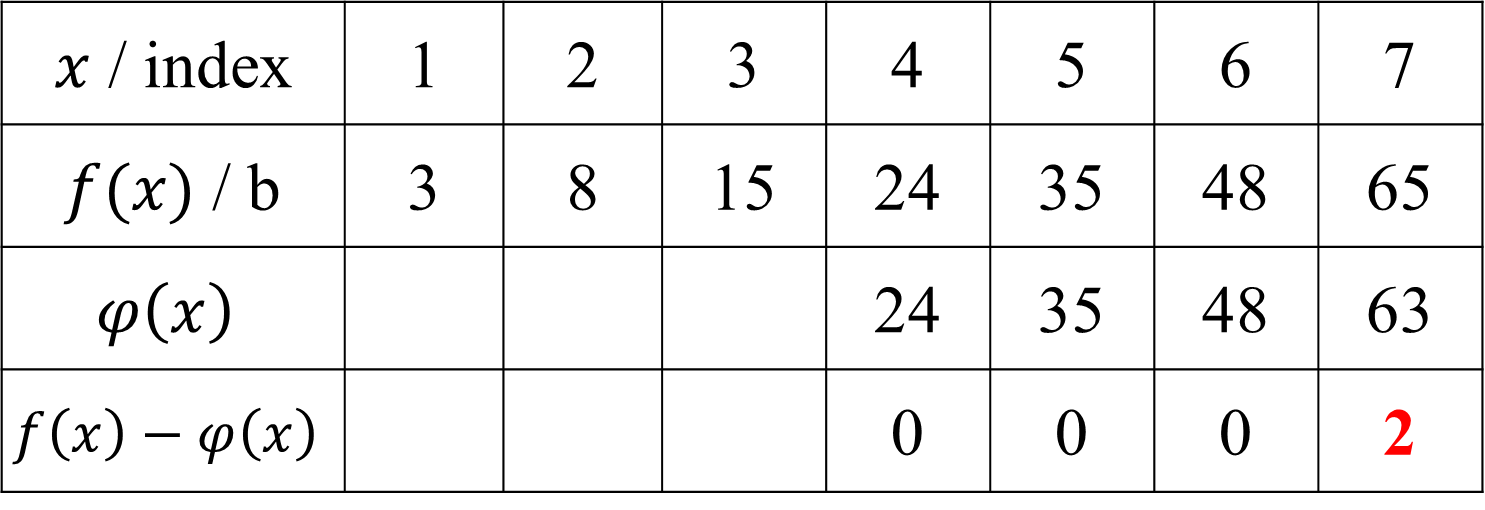 x / index 1 2 3 4 5 6 7
f(x) / b 3 8 15 24 35 48 65
φ(x) 24 35 48 63
f(x) − φ(x) 0 0 0 2